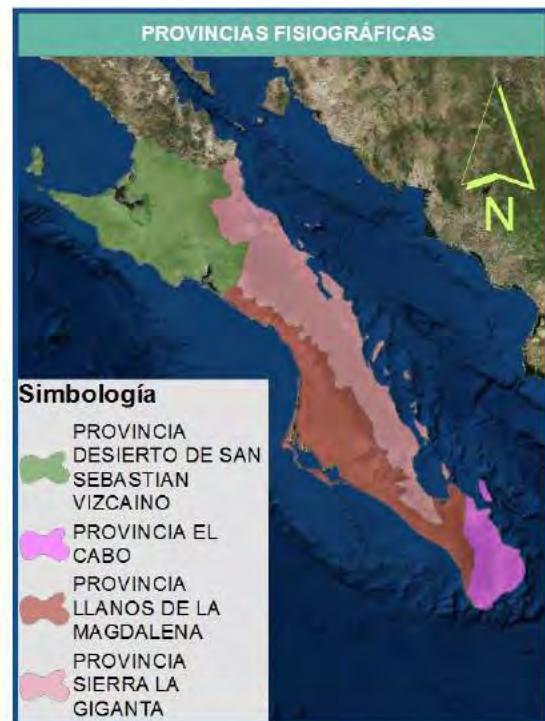 PROVINCIAS FISIOGRÁFICAS
N
Simbología
PROVINCIA
DESIERTO DE SAN
SEBASTIAN
VIZCAINO
PROVINCIA EL
CABO
PROVINCIA
LLANOS DE LA
MAGDALENA
PROVINCIA
SIERRA LA
GIGANTA